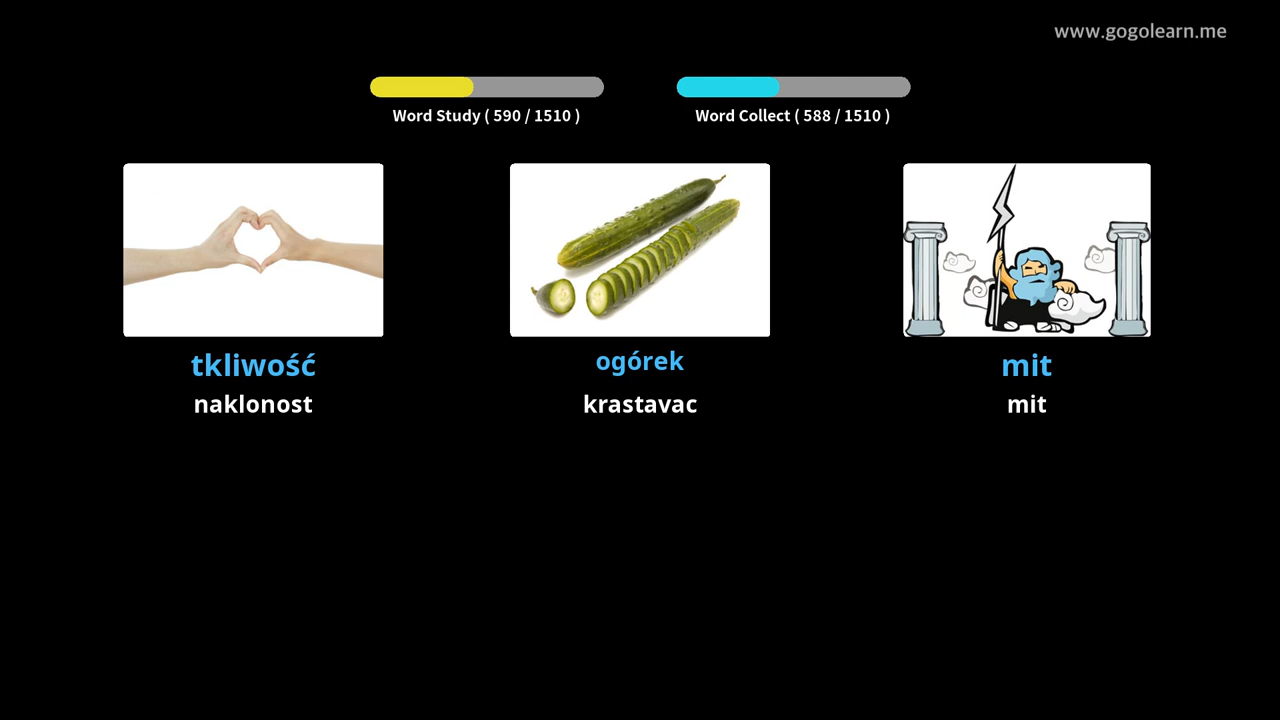 www.gogolearn.me
Word Study ( 590 / 1510 )
Word Collect ( 588 / 1510 )
tkliwość
naklonost
ogórek
krastavac
mit
mit